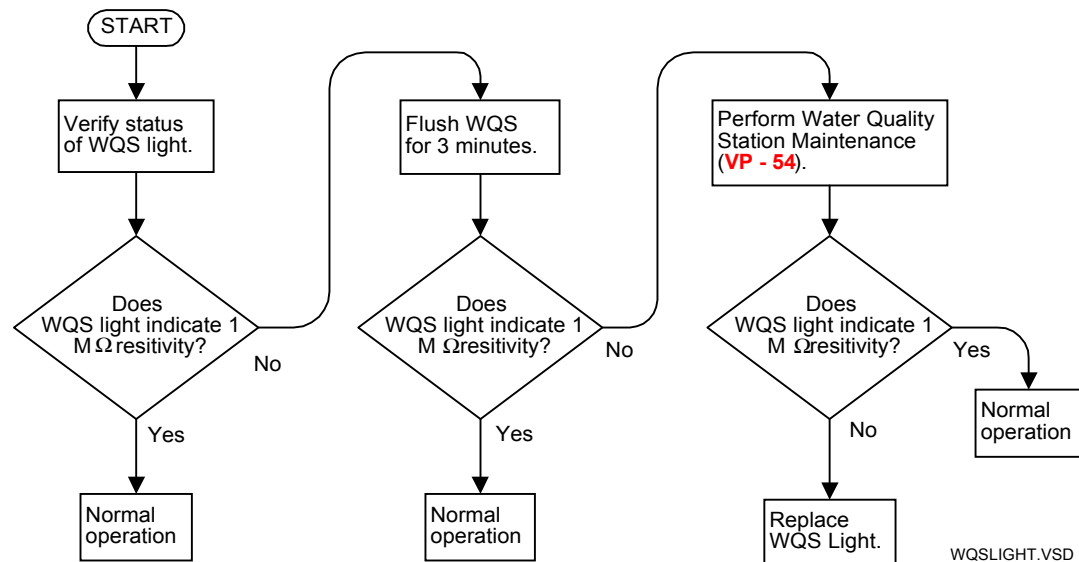 START
Verify status
of WQS light.
Does
WQS light indicate 1
M Ω resitivity?
No
Yes
Normal
operation
Flush WQS
for 3 minutes.
Does
WQS light indicate 1
M Ω resitivity?
No
Yes
Normal
operation
Perform Water Quality
Station Maintenance
(VP - 54).
Does
WQS light indicate 1
M Ω resitivity?
Yes
Normal
operation
No
Replace
WQS Light.
WQSLIGHT.VSD